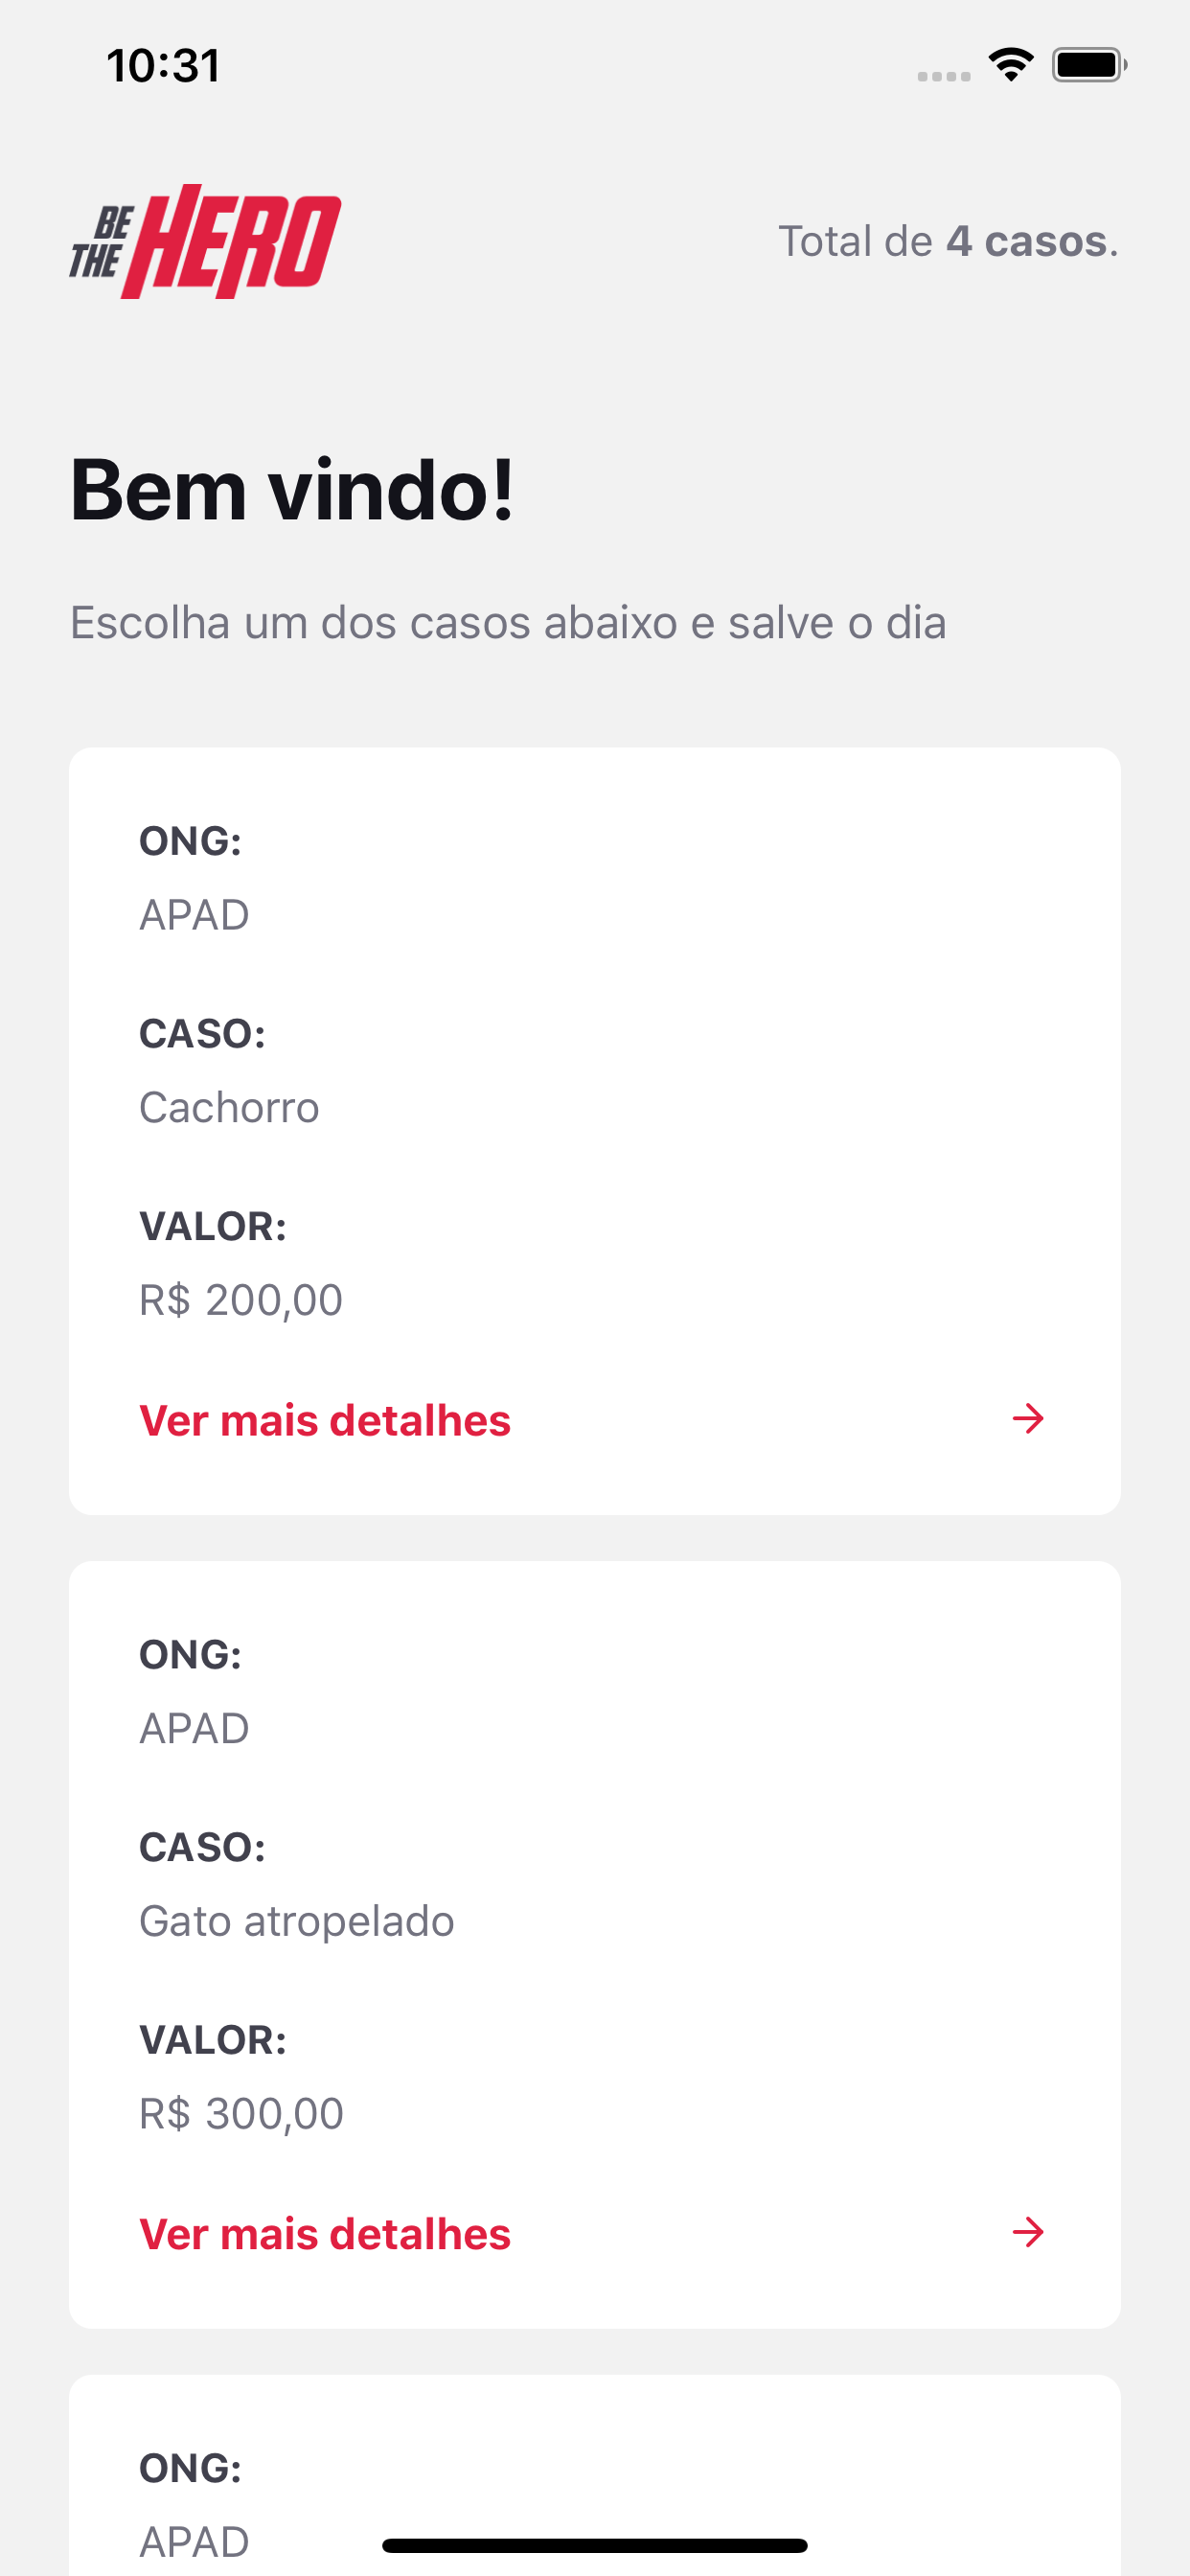 10:31
BE
THE HERO
Total de 4 casos.
Bem vindo!
Escolha um dos casos abaixo e salve o dia
ONG:
APAD
CASO:
Cachorro
VALOR:
R$ 200,00
Ver mais detalhes
ONG:
APAD
CASO:
Gato atropelado
VALOR:
R$ 300,00
Ver mais detalhes
ONG:
APAD